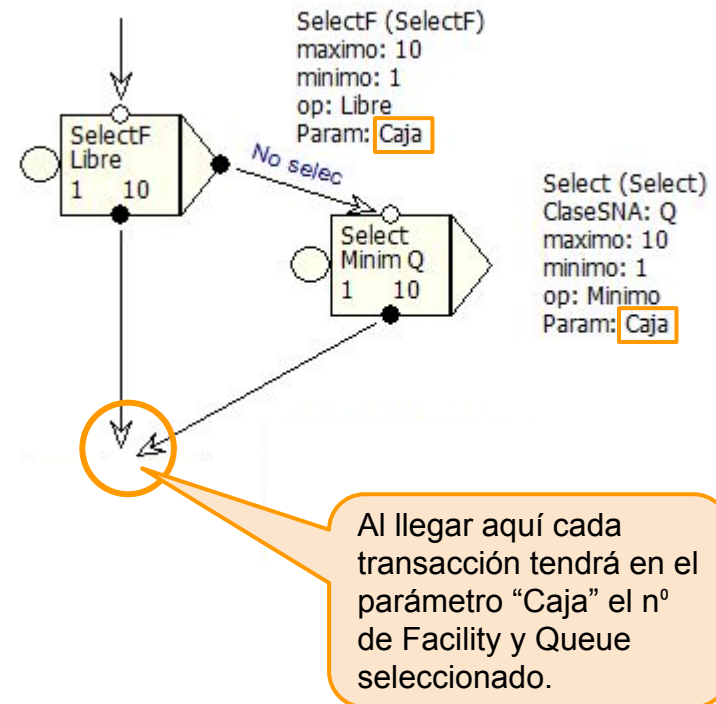 SelectF (SelectF)
maximo: 10
minimo: 1
op: Libre
Param: Caja
SelectF
Libre
1 10
No selec
Select (Select)
ClaseSNA: Q
maximo: 10
minimo: 1
op: Minimo
Param: Caja
Select
Minim Q
1 10
Al llegar aquí cada
transacción tendrá en el
parámetro “Caja” el nº
de Facility y Queue
seleccionado.